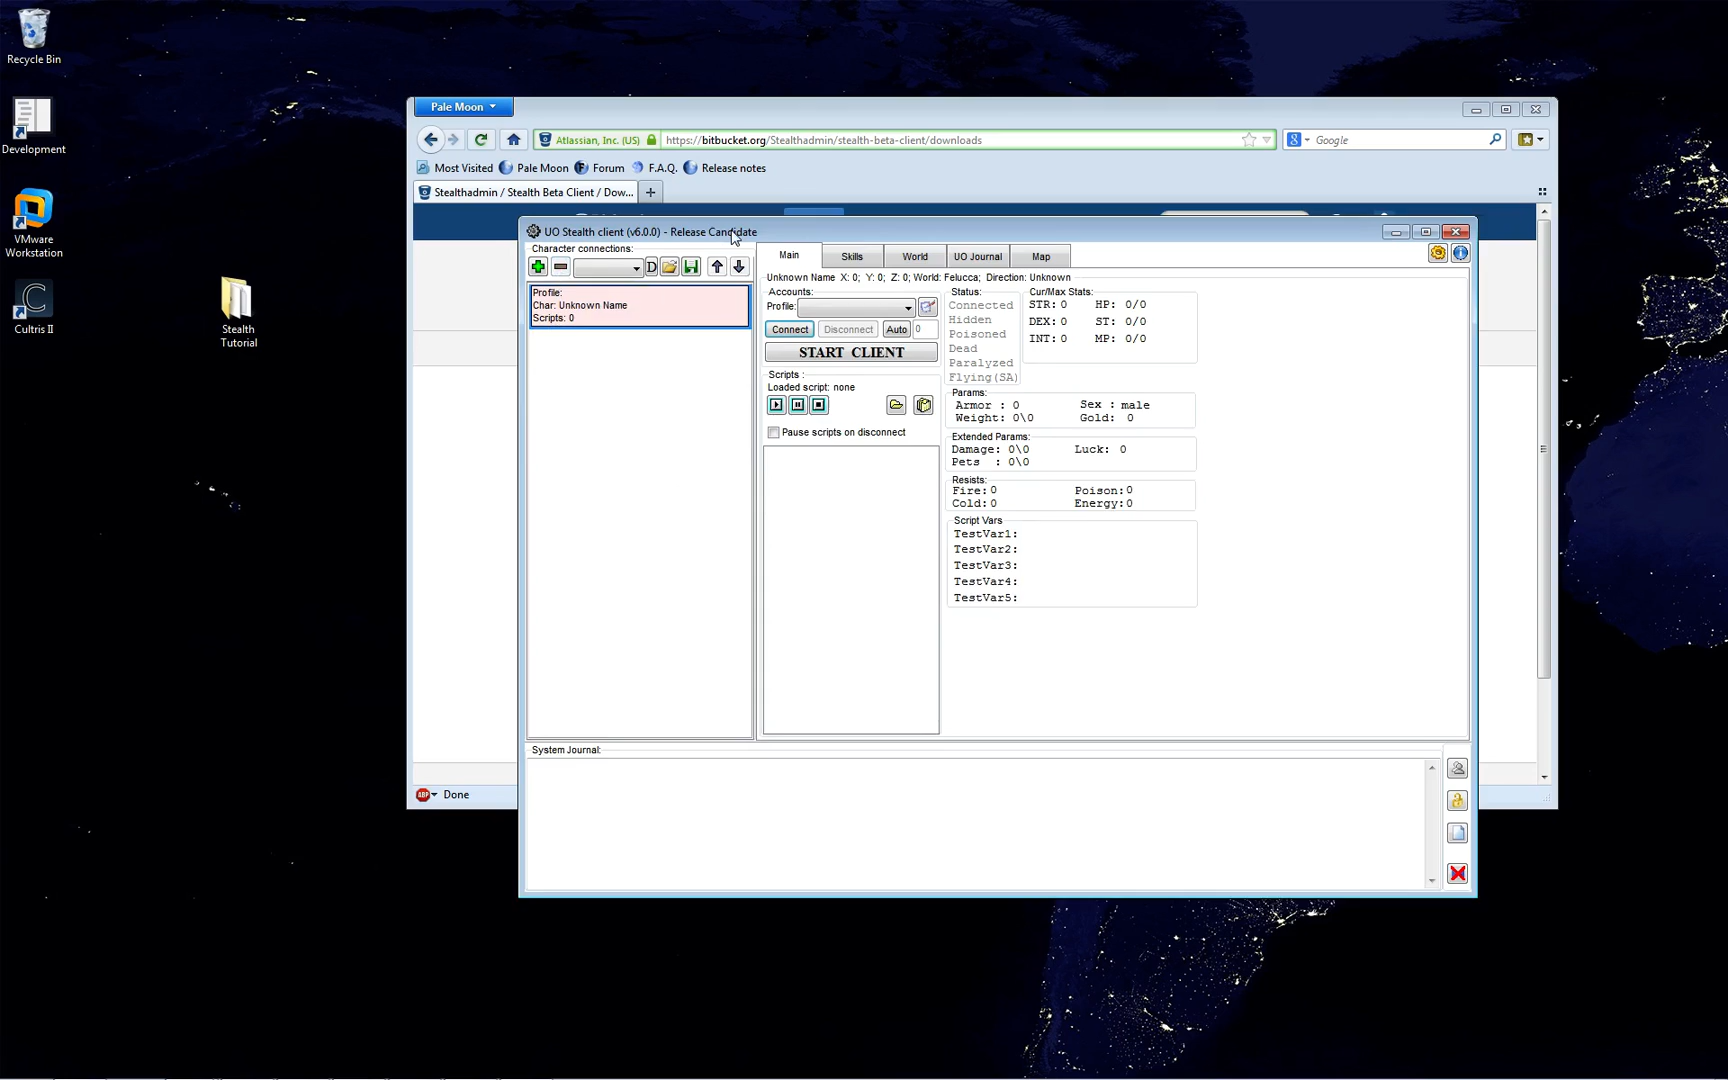 Recycle Bin
Development
VMware
Workstation
Cultris II
Stealth
Tutorial
Pale Moon
Atlassian, Inc. (US)
https://bitbucket.org/Stealthadmin/stealth-beta-client/downloads
Google
Most Visited
Pale Moon
Forum
F.A.Q.
Release notes
Stealthadmin / Stealth Beta Client / Dow...
UO Stealth client (v6.0.0) - Release Candidate
Character connections:
D
Profile:
Char: Unknown Name
Scripts: 0
Main
Skills
World
UO Journal
Map
Unknown Name X: 0; Y: 0; Z: 0; World: Felucca; Direction: Unknown
Accounts:
Profile:
Connect
Disconnect
Auto
0
START CLIENT
Scripts :
Loaded script: none
Pause scripts on disconnect
Status:
Connected
Hidden
Poisoned
Dead
Paralyzed
Flying(SA)
Cur/Max Stats:
STR: 0 HP: 0/0
DEX: 0 ST: 0/0
INT: 0 MP: 0/0
Params:
Armor : 0 Sex : male
Weight: 0\0 Gold: 0
Extended Params:
Damage: 0\0 Luck: 0
Pets : 0\0
Resists:
Fire: 0 Poison: 0
Cold: 0 Energy: 0
Script Vars
TestVar1:
TestVar2:
TestVar3:
TestVar4:
TestVar5:
System Journal:
ABP
Done